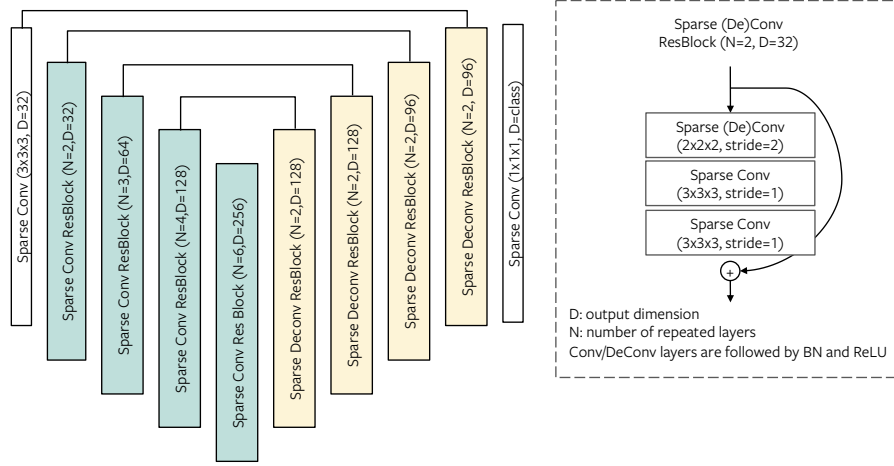 Sparse Conv (3x3x3, D=32)
Sparse Conv ResBlock (N=2,D=32)
Sparse Conv ResBlock (N=3,D=64)
Sparse Conv ResBlock (N=4,D=128)
Sparse Conv Res Block (N=6,D=256)
Sparse Deconv ResBlock (N=2,D=128)
Sparse Deconv ResBlock (N=2,D=128)
Sparse Deconv ResBlock (N=2,D=96)
Sparse Deconv ResBlock (N=2, D=96)
Sparse Conv (1x1x1, D=class)
Sparse (De)Conv
ResBlock (N=2, D=32)
Sparse (De)Conv
(2x2x2, stride=2)
Sparse Conv
(3x3x3, stride=1)
Sparse Conv
(3x3x3, stride=1)
+
D: output dimension
N: number of repeated layers
Conv/DeConv layers are followed by BN and ReLU